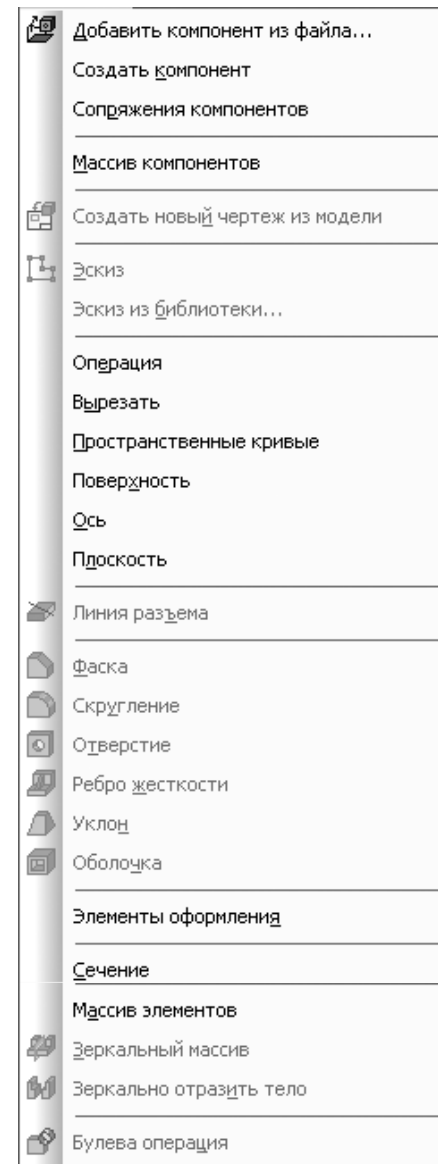 Добавить компонент из файла...
Создать компонент
Сопряжения компонентов
Массив компонентов
Создать новый чертеж из модели
Эскиз
Эскиз из библиотеки...
Операция
Вырезать
Пространственные кривые
Поверхность
Ось
Плоскость
Линия разъема
Фаска
Скругление
Отверстие
Ребро жесткости
Уклон
Оболочка
Элементы оформления
Сечение
Массив элементов
Зеркальный массив
Зеркально отразить тело
Булева операция